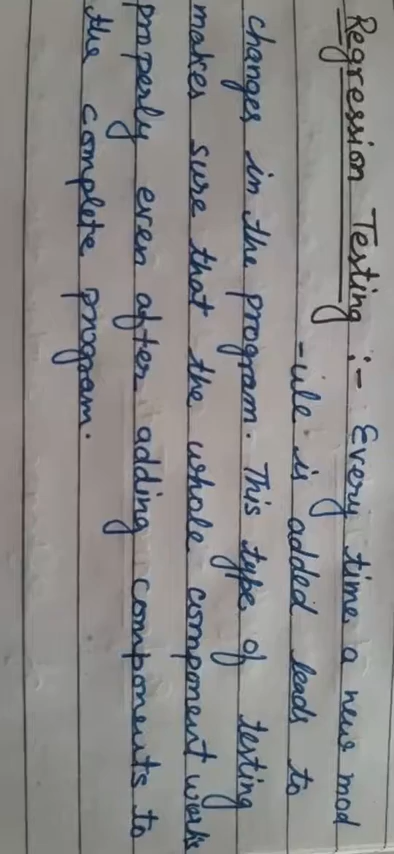 Regression Testing :- Every time a new mod
-ule is added leads to
changes in the program. This type of testing
makes sure that the whole component works
properly even after adding components to
the complete program.